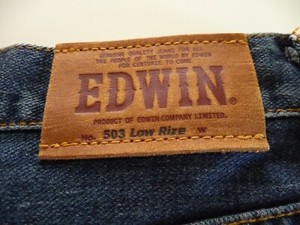 GENUINE QUALITY JEANS FOR ALL
THE PEOPLE OF THE WORLD BY EDWIN
FOR CENTURIES TO COME
EDWIN®
PRODUCT OF EDWIN COMPANY LIMITED.
No. 503 Low Rize W